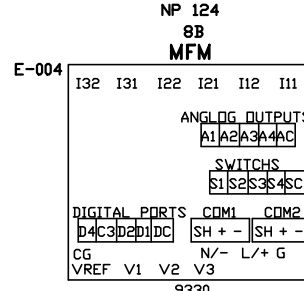 NP 124
8B
MFM
E-004
I32 I31 I22 I21 I12 I11
ANGLOG OUTPUTS
A1 A2 A3 A4 AC
SWITCHS
S1 S2 S3 S4 SC
DIGITAL PORTS COM1 COM2
D4 C3 D2 D1 DC SH + - SH + -
CG N/- L/+ G
VREF V1 V2 V3
9330